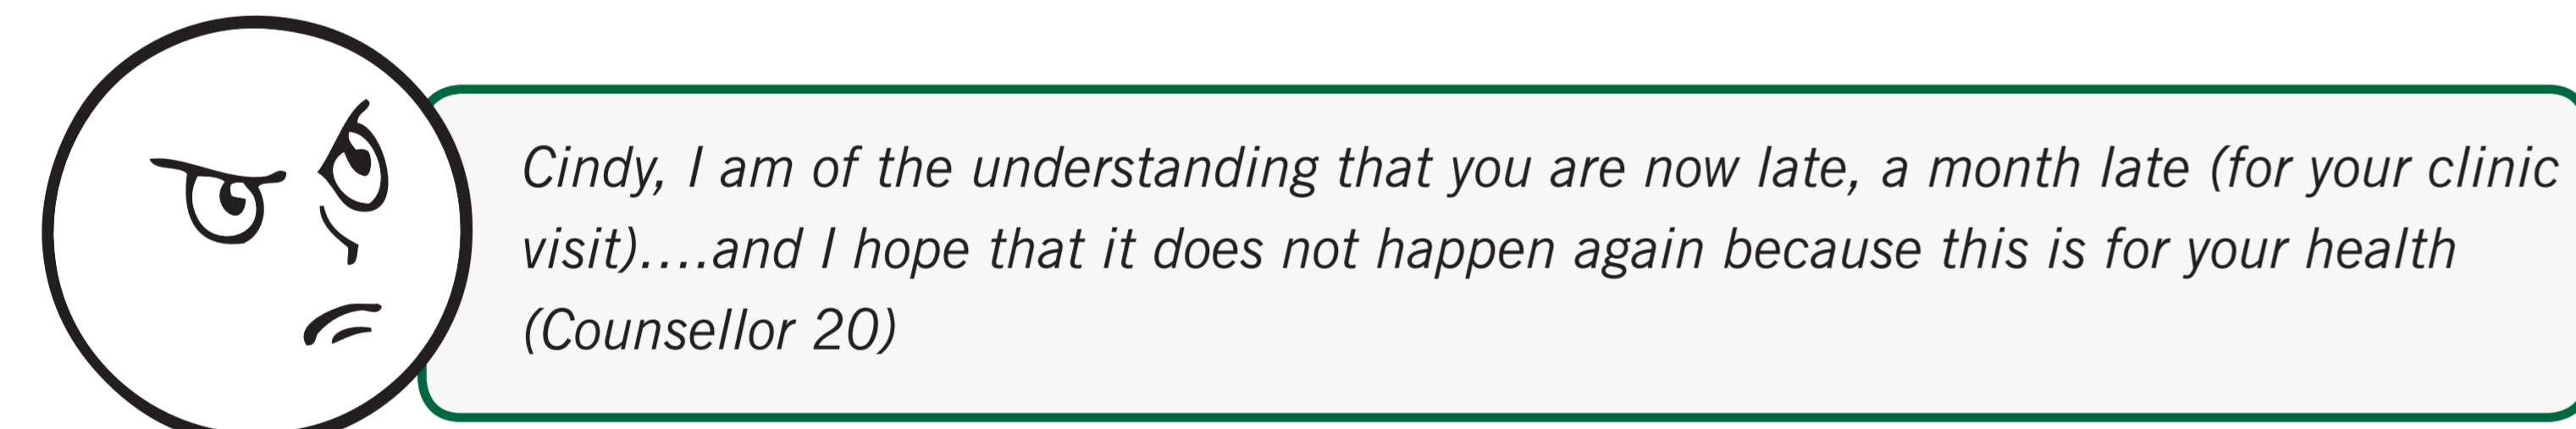 Cindy, I am of the understanding that you are now late, a month late (for your clinic
visit)....and I hope that it does not happen again because this is for your health
(Counsellor 20)